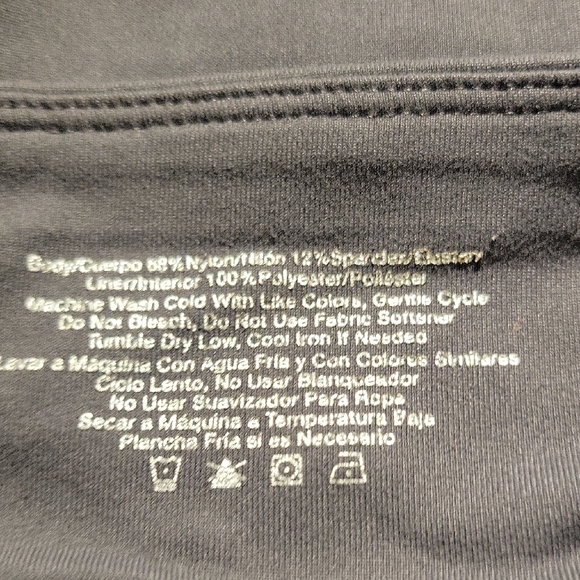 Body/Cuerpo 88% Nylon/Nilón 12% Spandex/Elastan
Liner/Interior 100% Polyester/Poliester
Machine Wash Cold With Like Colors, Gentle Cycle
Do Not Bleach, Do Not Use Fabric Softener
Tumble Dry Low, Cool Iron If Needed
Lavar a Máquina Con Agua Fría y Con Colores Similares
Ciclo Lento, No Usar Blanqueador
No Usar Suavizador Para Ropa
Secar a Máquina a Temperatura Baja
Plancha Fría si es Necesario